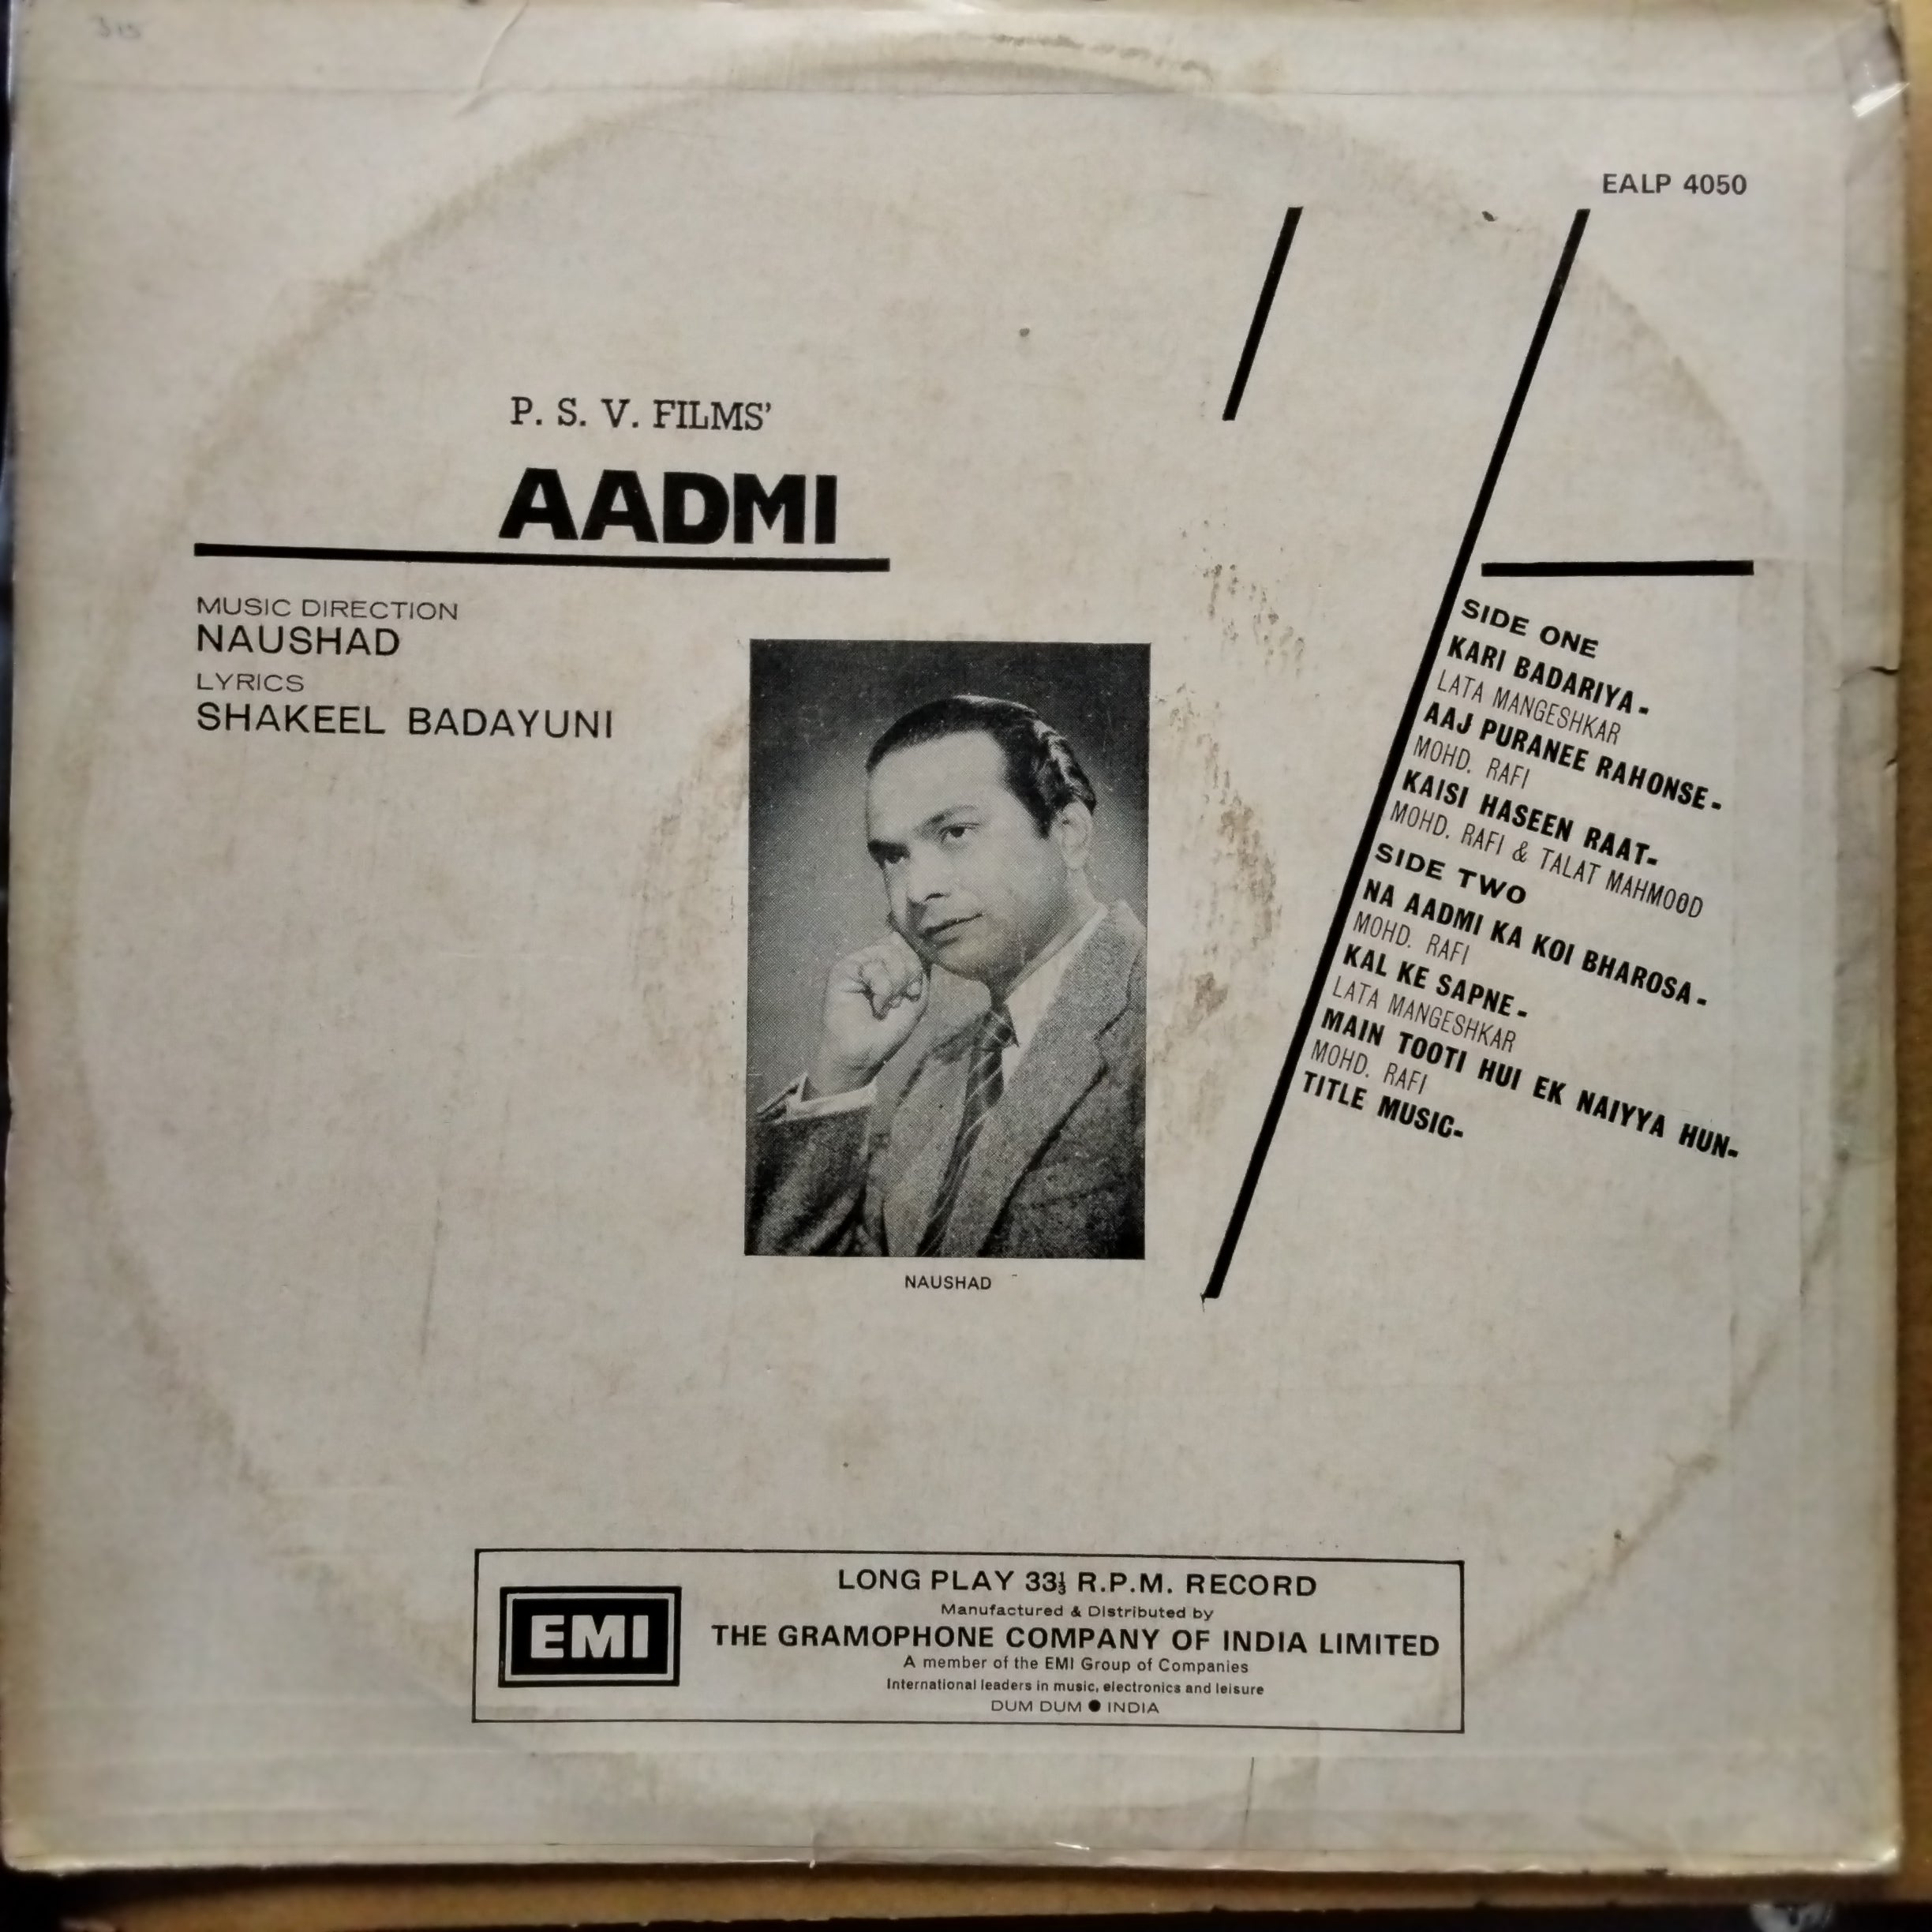 315
EALP 4050
P. S. V. FILMS'
AADMI
MUSIC DIRECTION
NAUSHAD
LYRICS
SHAKEEL BADAYUNI
NAUSHAD
SIDE ONE
KARI BADARIYA-
LATA MANGESHKAR
AAJ PURANEE RAHONSE-
MOHD. RAFI
KAISI HASEEN RAAT-
MOHD. RAFI & TALAT MAHMOOD
SIDE TWO
NA AADMI KA KOI BHAROSA-
MOHD. RAFI
KAL KE SAPNE-
LATA MANGESHKAR
MAIN TOOTI HUI EK NAIYYA HUN-
MOHD. RAFI
TITLE MUSIC-
EMI
LONG PLAY 33⅓ R.P.M. RECORD
Manufactured & Distributed by
THE GRAMOPHONE COMPANY OF INDIA LIMITED
A member of the EMI Group of Companies
International leaders in music, electronics and leisure
DUM DUM ● INDIA